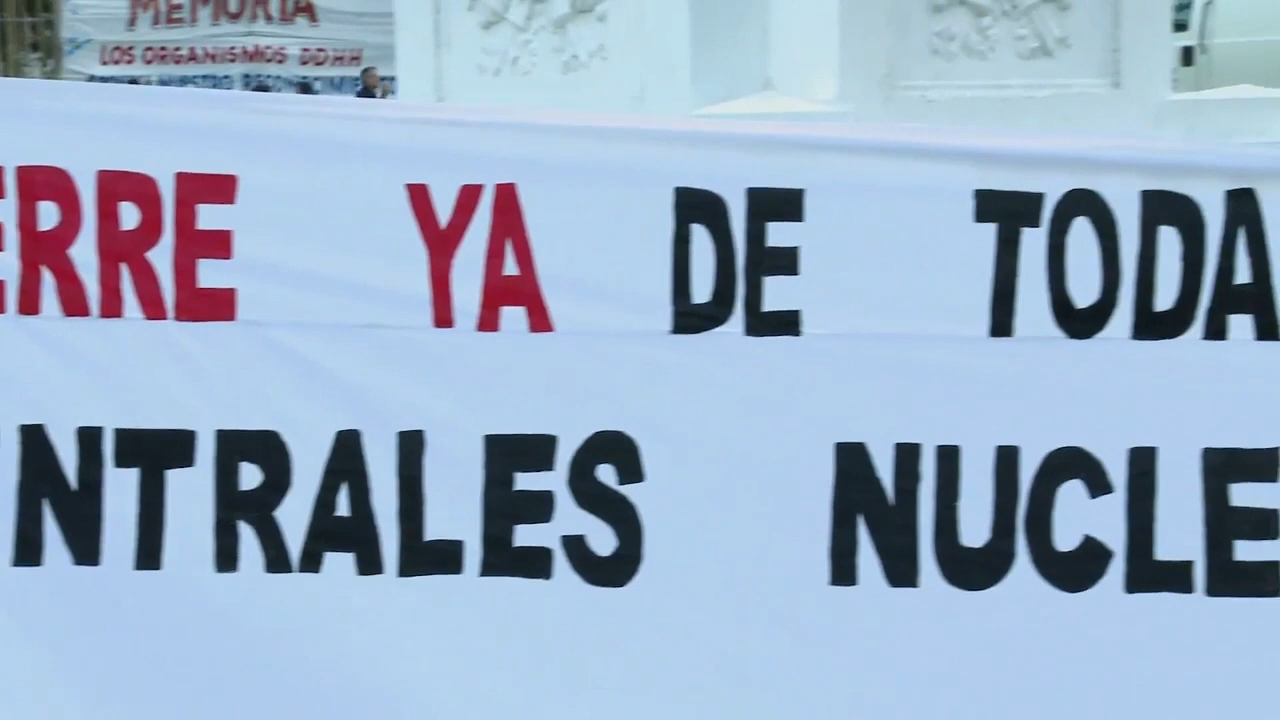 MEMORIA
LOS ORGANISMOS DDHH
ERRE YA DE TODA
NTRALES NUCLE